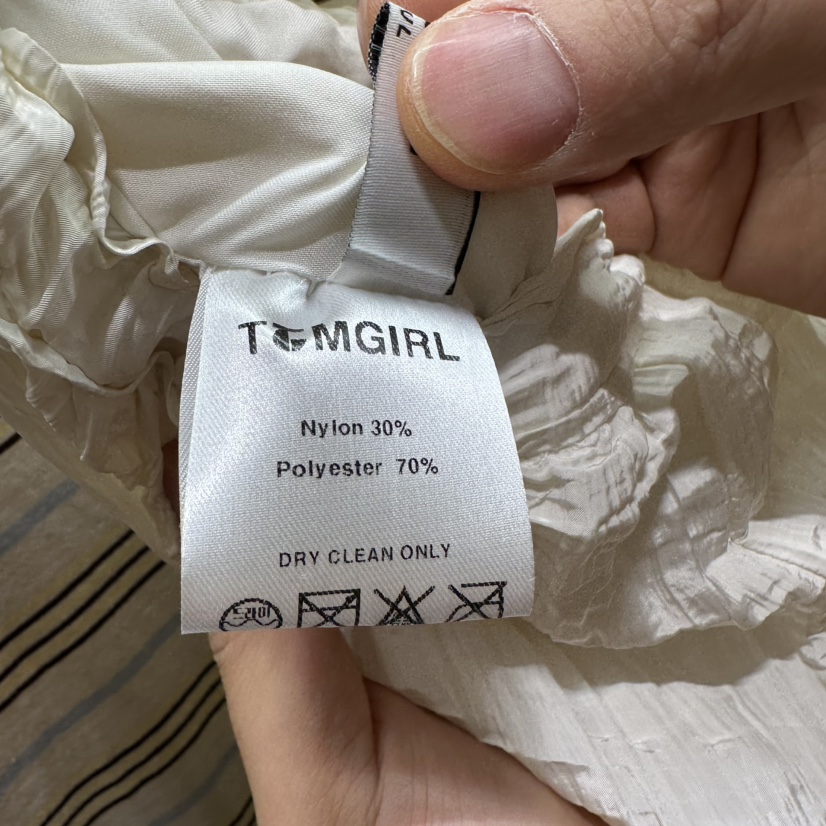 TOMGIRL
Nylon 30%
Polyester 70%
DRY CLEAN ONLY
드라이